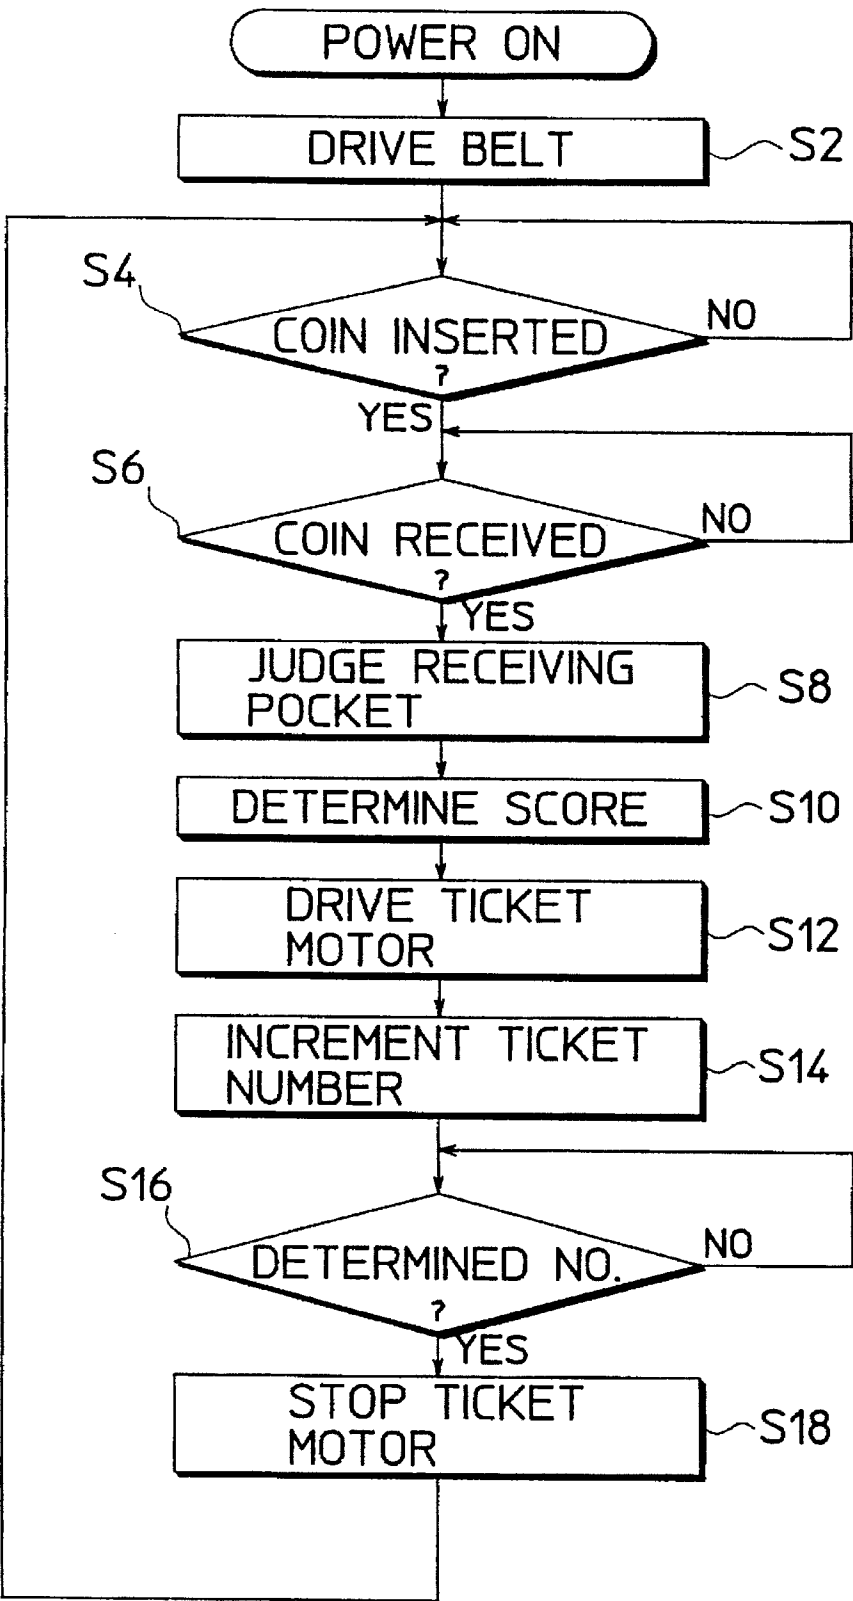 POWER ON
DRIVE BELT
S2
S4
COIN INSERTED
?
NO
YES
S6
COIN RECEIVED
?
NO
YES
JUDGE RECEIVING
POCKET
S8
DETERMINE SCORE
S10
DRIVE TICKET
MOTOR
S12
INCREMENT TICKET
NUMBER
S14
S16
DETERMINED NO.
?
NO
YES
STOP TICKET
MOTOR
S18